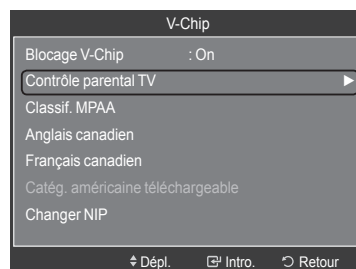 V-Chip
Blocage V-Chip : On
Contrôle parental TV
Classif. MPAA
Anglais canadien
Français canadien
Catég. américaine téléchargeable
Changer NIP
Dépl. Intro. Retour